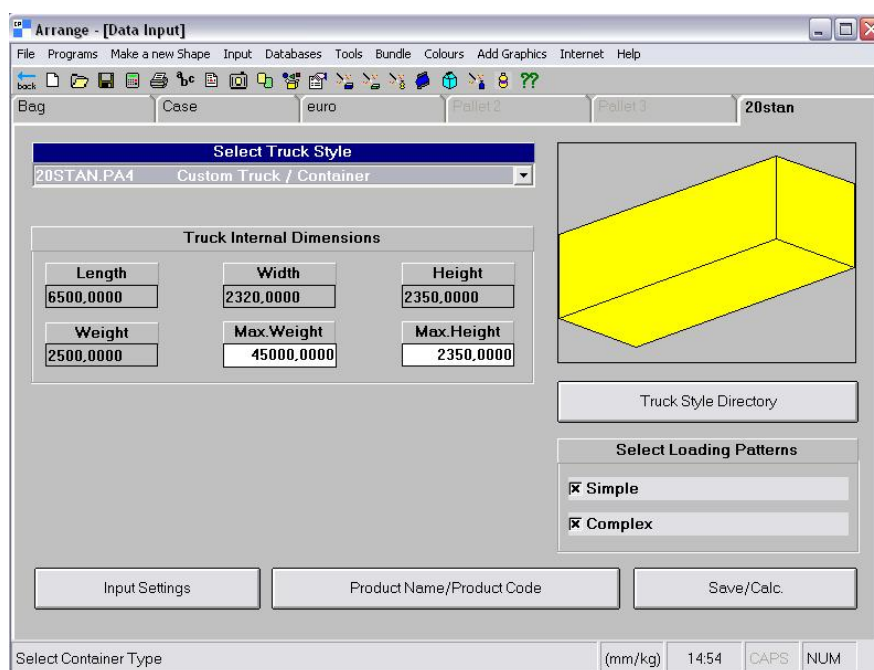 Arrange - [Data Input]
File Programs Make a new Shape Input Databases Tools Bundle Colours Add Graphics Internet Help
back abc ??
Bag Case euro Pallet 2 Pallet 3 20stan
Select Truck Style
20STAN.PA4 Custom Truck / Container
Truck Internal Dimensions
Length Width Height
6500,0000 2320,0000 2350,0000
Weight Max.Weight Max.Height
2500,0000 45000,0000 2350,0000
Truck Style Directory
Select Loading Patterns
Simple
Complex
Input Settings Product Name/Product Code Save/Calc.
Select Container Type (mm/kg) 14:54 CAPS NUM